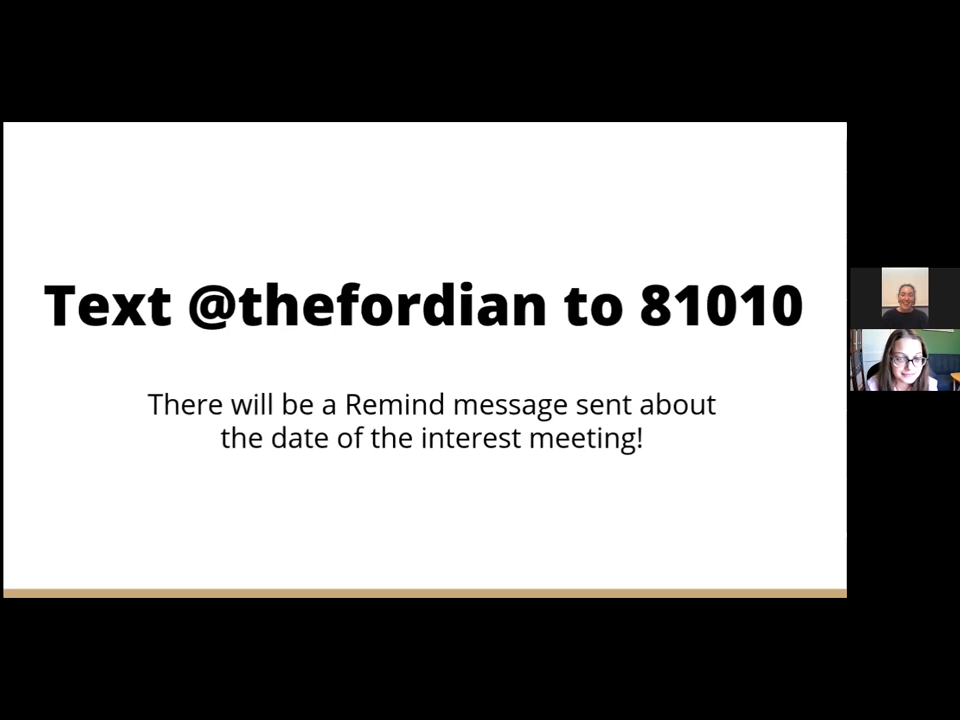 Text @thefordian to 81010
There will be a Remind message sent about
the date of the interest meeting!